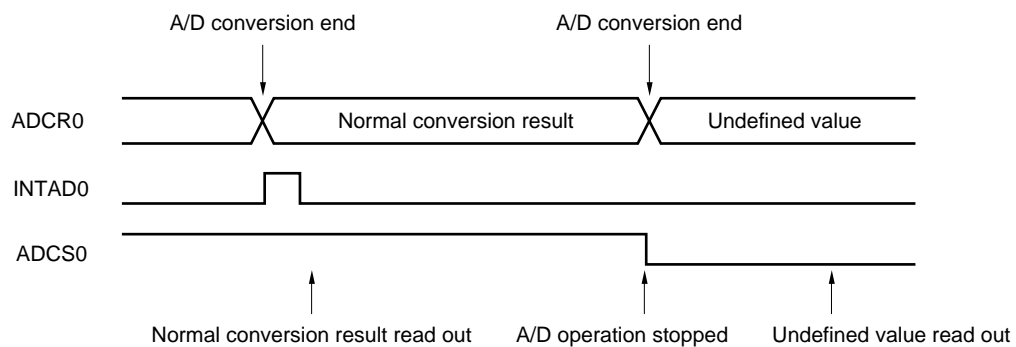 A/D conversion end
A/D conversion end
ADCR0
Normal conversion result
Undefined value
INTAD0
ADCS0
Normal conversion result read out
A/D operation stopped
Undefined value read out